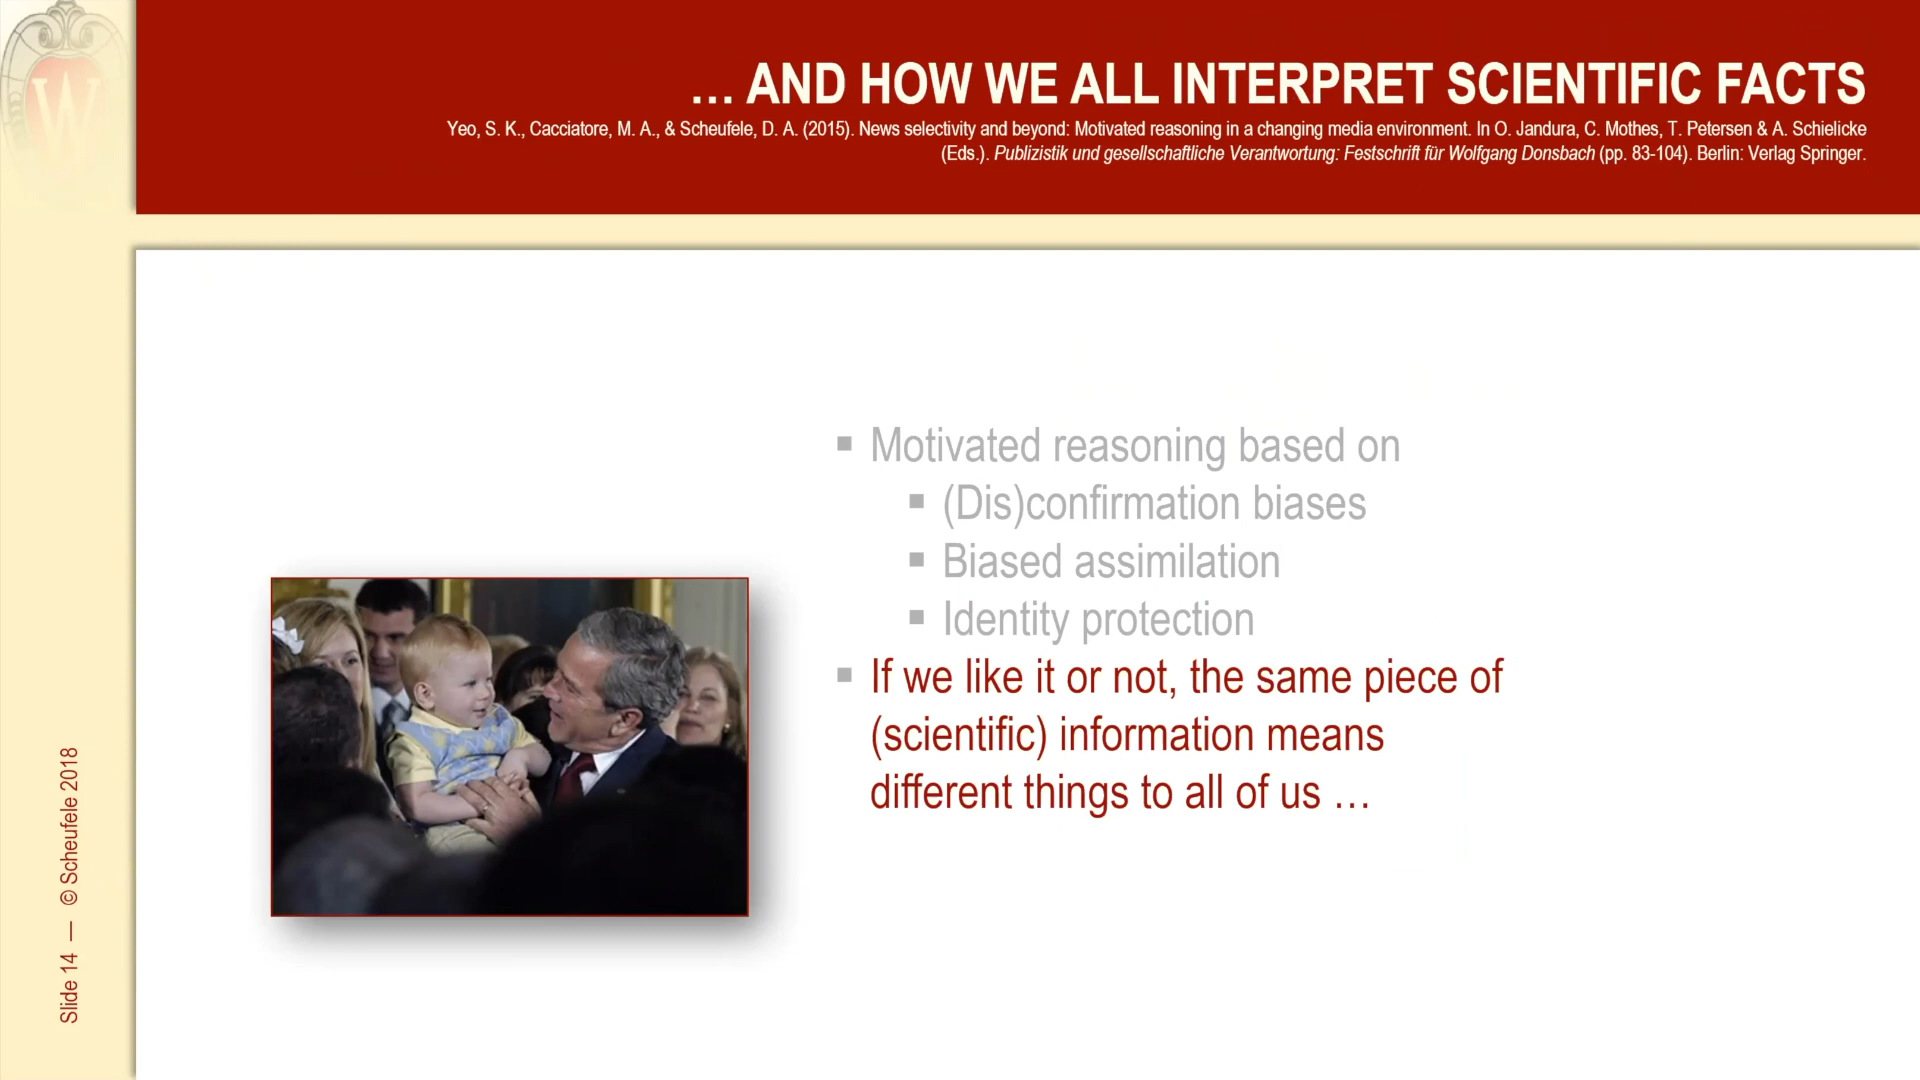 … AND HOW WE ALL INTERPRET SCIENTIFIC FACTS
Yeo, S. K., Cacciatore, M. A., & Scheufele, D. A. (2015). News selectivity and beyond: Motivated reasoning in a changing media environment. In O. Jandura, C. Mothes, T. Petersen & A. Schielicke
(Eds.). Publizistik und gesellschaftliche Verantwortung: Festschrift für Wolfgang Donsbach (pp. 83-104). Berlin: Verlag Springer.
W
▪ Motivated reasoning based on
▪ (Dis)confirmation biases
▪ Biased assimilation
▪ Identity protection
▪ If we like it or not, the same piece of
(scientific) information means
different things to all of us …
Slide 14 — © Scheufele 2018